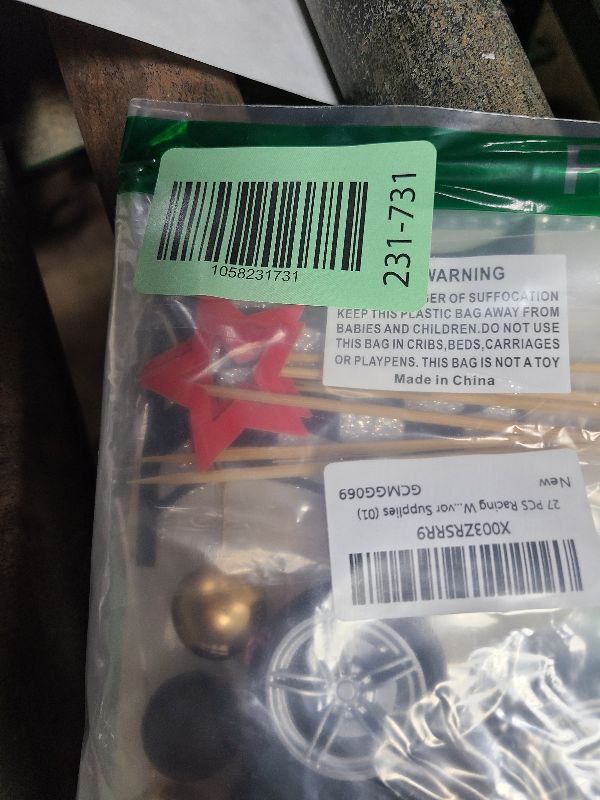 1058231731
231-731
WARNING
GER OF SUFFOCATION
KEEP THIS PLASTIC BAG AWAY FROM
BABIES AND CHILDREN.DO NOT USE
THIS BAG IN CRIBS,BEDS,CARRIAGES
OR PLAYPENS. THIS BAG IS NOT A TOY
Made in China
X003ZRSRR9
27 PCS Racing W...vor Supplies (01)
New
GCMGG069